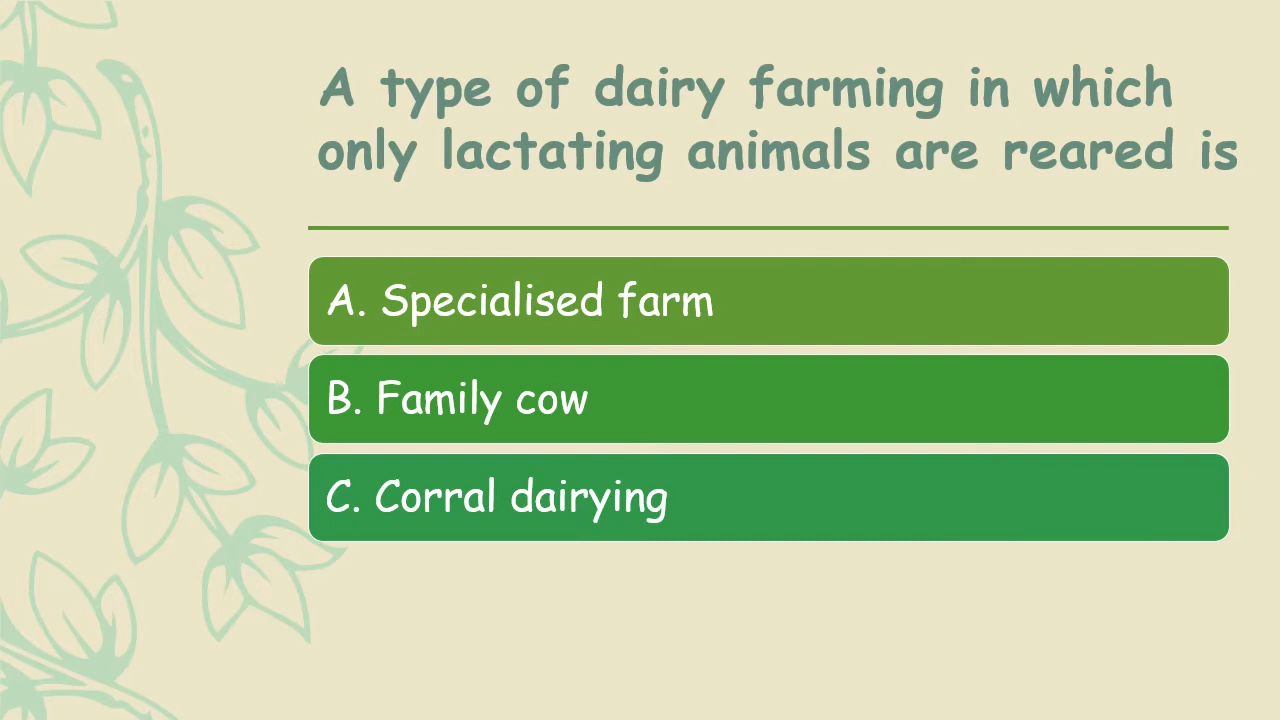 A type of dairy farming in which
only lactating animals are reared is
A. Specialised farm
B. Family cow
C. Corral dairying